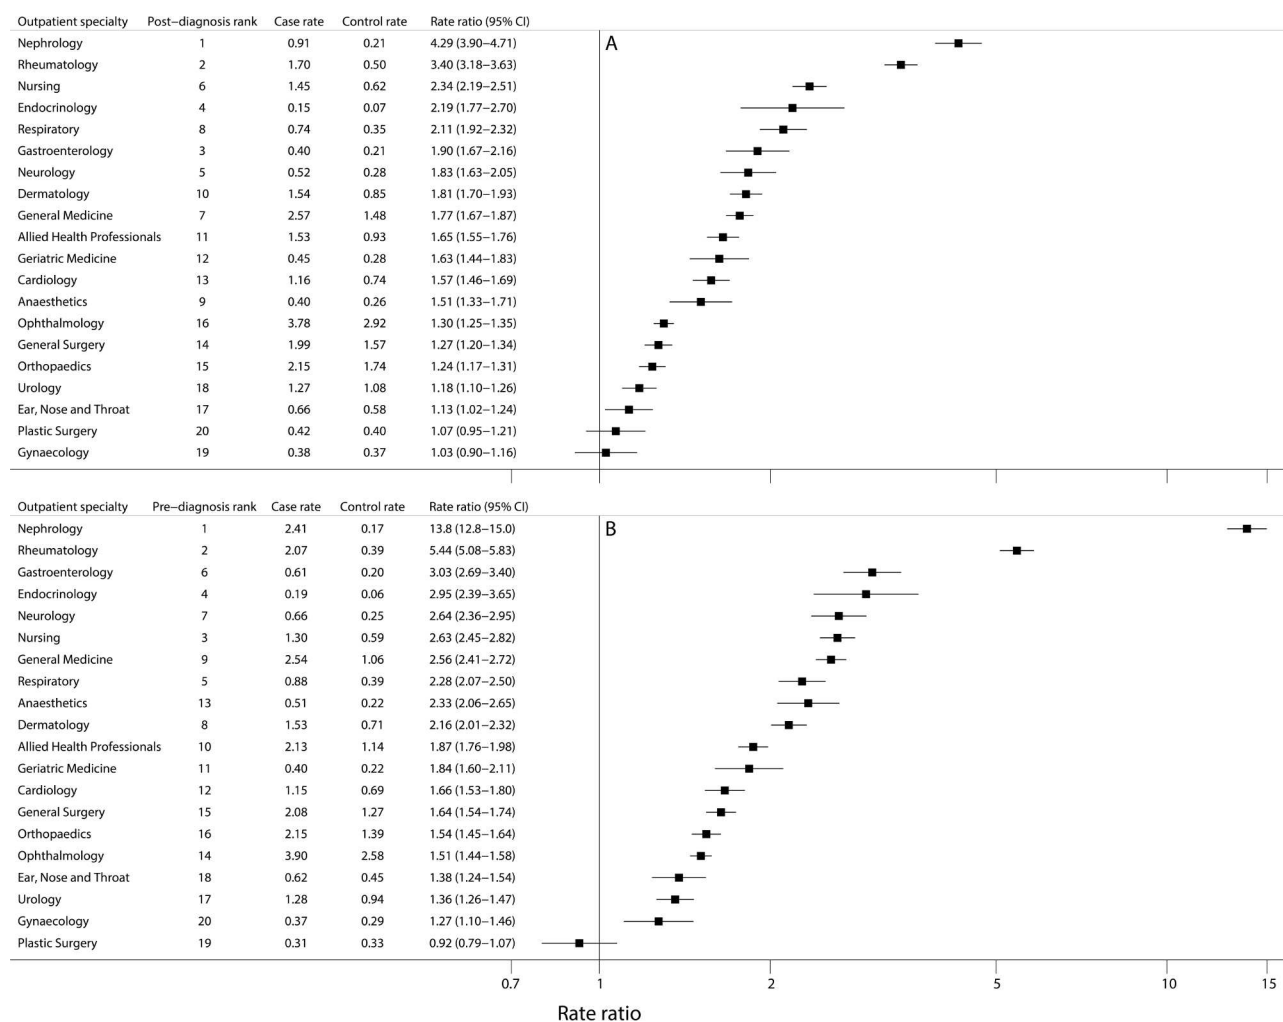 Outpatient specialty Post−diagnosis rank Case rate Control rate Rate ratio (95% CI)
A
Nephrology 1 0.91 0.21 4.29 (3.90−4.71)
Rheumatology 2 1.70 0.50 3.40 (3.18−3.63)
Nursing 6 1.45 0.62 2.34 (2.19−2.51)
Endocrinology 4 0.15 0.07 2.19 (1.77−2.70)
Respiratory 8 0.74 0.35 2.11 (1.92−2.32)
Gastroenterology 3 0.40 0.21 1.90 (1.67−2.16)
Neurology 5 0.52 0.28 1.83 (1.63−2.05)
Dermatology 10 1.54 0.85 1.81 (1.70−1.93)
General Medicine 7 2.57 1.48 1.77 (1.67−1.87)
Allied Health Professionals 11 1.53 0.93 1.65 (1.55−1.76)
Geriatric Medicine 12 0.45 0.28 1.63 (1.44−1.83)
Cardiology 13 1.16 0.74 1.57 (1.46−1.69)
Anaesthetics 9 0.40 0.26 1.51 (1.33−1.71)
Ophthalmology 16 3.78 2.92 1.30 (1.25−1.35)
General Surgery 14 1.99 1.57 1.27 (1.20−1.34)
Orthopaedics 15 2.15 1.74 1.24 (1.17−1.31)
Urology 18 1.27 1.08 1.18 (1.10−1.26)
Ear, Nose and Throat 17 0.66 0.58 1.13 (1.02−1.24)
Plastic Surgery 20 0.42 0.40 1.07 (0.95−1.21)
Gynaecology 19 0.38 0.37 1.03 (0.90−1.16)
Outpatient specialty Pre−diagnosis rank Case rate Control rate Rate ratio (95% CI)
B
Nephrology 1 2.41 0.17 13.8 (12.8−15.0)
Rheumatology 2 2.07 0.39 5.44 (5.08−5.83)
Gastroenterology 6 0.61 0.20 3.03 (2.69−3.40)
Endocrinology 4 0.19 0.06 2.95 (2.39−3.65)
Neurology 7 0.66 0.25 2.64 (2.36−2.95)
Nursing 3 1.30 0.59 2.63 (2.45−2.82)
General Medicine 9 2.54 1.06 2.56 (2.41−2.72)
Respiratory 5 0.88 0.39 2.28 (2.07−2.50)
Anaesthetics 13 0.51 0.22 2.33 (2.06−2.65)
Dermatology 8 1.53 0.71 2.16 (2.01−2.32)
Allied Health Professionals 10 2.13 1.14 1.87 (1.76−1.98)
Geriatric Medicine 11 0.40 0.22 1.84 (1.60−2.11)
Cardiology 12 1.15 0.69 1.66 (1.53−1.80)
General Surgery 15 2.08 1.27 1.64 (1.54−1.74)
Orthopaedics 16 2.15 1.39 1.54 (1.45−1.64)
Ophthalmology 14 3.90 2.58 1.51 (1.44−1.58)
Ear, Nose and Throat 18 0.62 0.45 1.38 (1.24−1.54)
Urology 17 1.28 0.94 1.36 (1.26−1.47)
Gynaecology 20 0.37 0.29 1.27 (1.10−1.46)
Plastic Surgery 19 0.31 0.33 0.92 (0.79−1.07)
0.7 1 2 5 10 15
Rate ratio